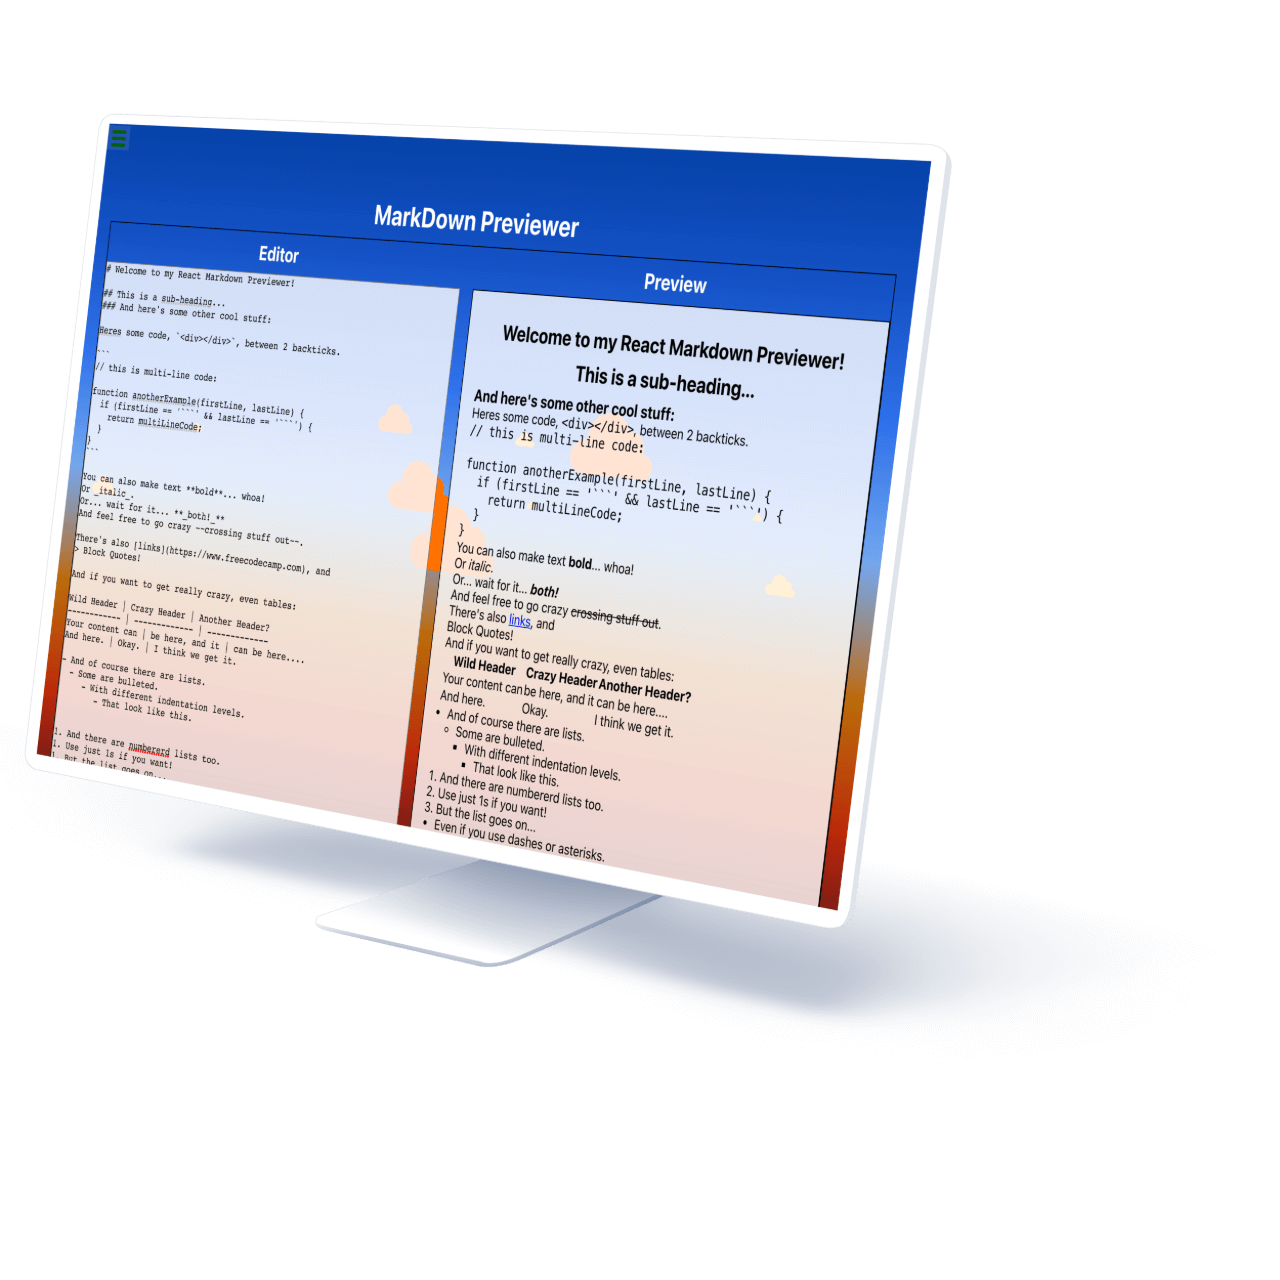 MarkDown Previewer
Editor
# Welcome to my React Markdown Previewer!
## This is a sub-heading...
### And here's some other cool stuff:
Heres some code, `<div></div>`, between 2 backticks.
```
// this is multi-line code:
function anotherExample(firstLine, lastLine) {
if (firstLine == '```' && lastLine == '```') {
return multiLineCode;
}
}
```
You can also make text **bold**... whoa!
Or _italic_.
Or... wait for it... **_both!_**
And feel free to go crazy ~~crossing stuff out~~.
There's also [links](https://www.freecodecamp.com), and
> Block Quotes!
And if you want to get really crazy, even tables:
Wild Header | Crazy Header | Another Header?
------------ | ------------- | -------------
Your content can | be here, and it | can be here....
And here. | Okay. | I think we get it.
- And of course there are lists.
- Some are bulleted.
- With different indentation levels.
- That look like this.
1. And there are numbererd lists too.
1. Use just 1s if you want!
1. But the list goes on...
Preview
Welcome to my React Markdown Previewer!
This is a sub-heading...
And here's some other cool stuff:
Heres some code, <div></div>, between 2 backticks.
// this is multi-line code:
function anotherExample(firstLine, lastLine) {
if (firstLine == '```' && lastLine == '```') {
return multiLineCode;
}
}
You can also make text bold... whoa!
Or italic.
Or... wait for it... both!
And feel free to go crazy crossing stuff out.
There's also links, and
Block Quotes!
And if you want to get really crazy, even tables:
Wild Header Crazy Header Another Header?
Your content can be here, and it can be here....
And here. Okay. I think we get it.
• And of course there are lists.
◦ Some are bulleted.
▪ With different indentation levels.
▪ That look like this.
1. And there are numbererd lists too.
2. Use just 1s if you want!
3. But the list goes on...
• Even if you use dashes or asterisks.